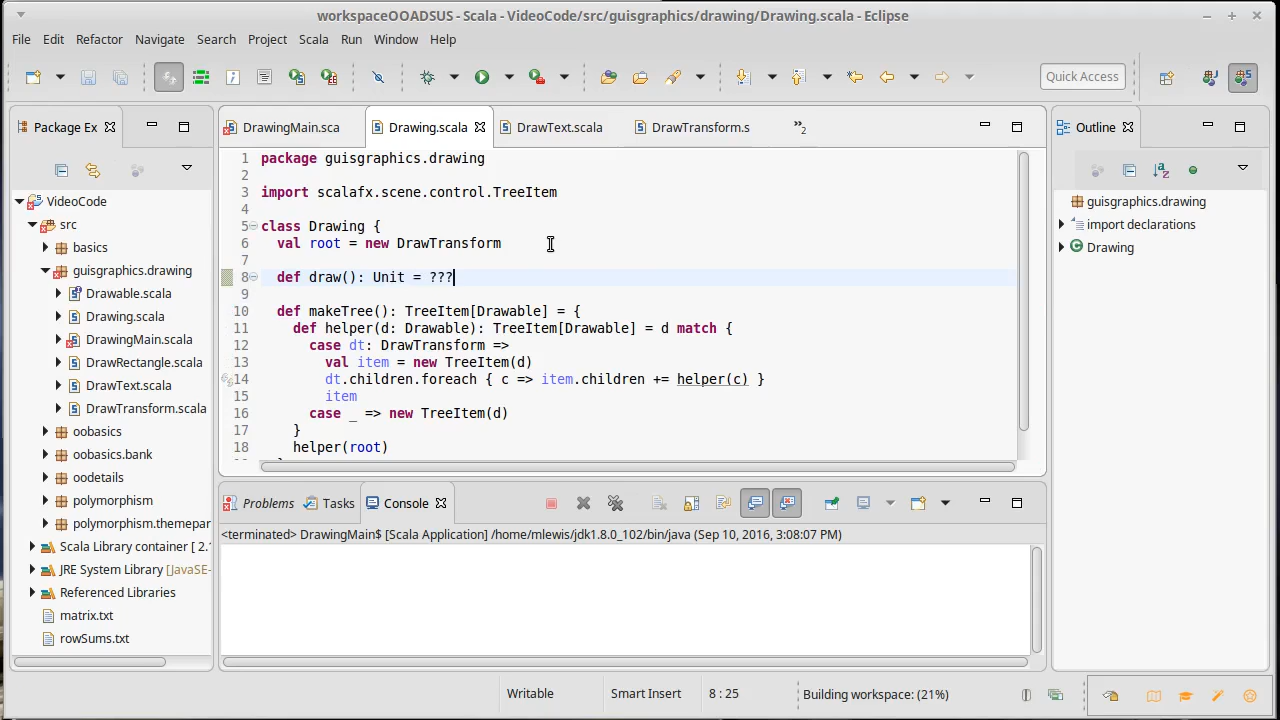 workspaceOOADSUS - Scala - VideoCode/src/guisgraphics/drawing/Drawing.scala - Eclipse
File Edit Refactor Navigate Search Project Scala Run Window Help
Quick Access
Package Ex
DrawingMain.sca
Drawing.scala
DrawText.scala
DrawTransform.s
»2
Outline
VideoCode
src
basics
guisgraphics.drawing
Drawable.scala
Drawing.scala
DrawingMain.scala
DrawRectangle.scala
DrawText.scala
DrawTransform.scala
oobasics
oobasics.bank
oodetails
polymorphism
polymorphism.themepar
Scala Library container [ 2.
JRE System Library [JavaSE-
Referenced Libraries
matrix.txt
rowSums.txt
1 package guisgraphics.drawing
2
3 import scalafx.scene.control.TreeItem
4
5 class Drawing {
6 val root = new DrawTransform
7
8 def draw(): Unit = ???
9
10 def makeTree(): TreeItem[Drawable] = {
11 def helper(d: Drawable): TreeItem[Drawable] = d match {
12 case dt: DrawTransform =>
13 val item = new TreeItem(d)
14 dt.children.foreach { c => item.children += helper(c) }
15 item
16 case _ => new TreeItem(d)
17 }
18 helper(root)
guisgraphics.drawing
import declarations
Drawing
Problems Tasks Console
<terminated> DrawingMain$ [Scala Application] /home/mlewis/jdk1.8.0_102/bin/java (Sep 10, 2016, 3:08:07 PM)
Writable Smart Insert 8 : 25 Building workspace: (21%)